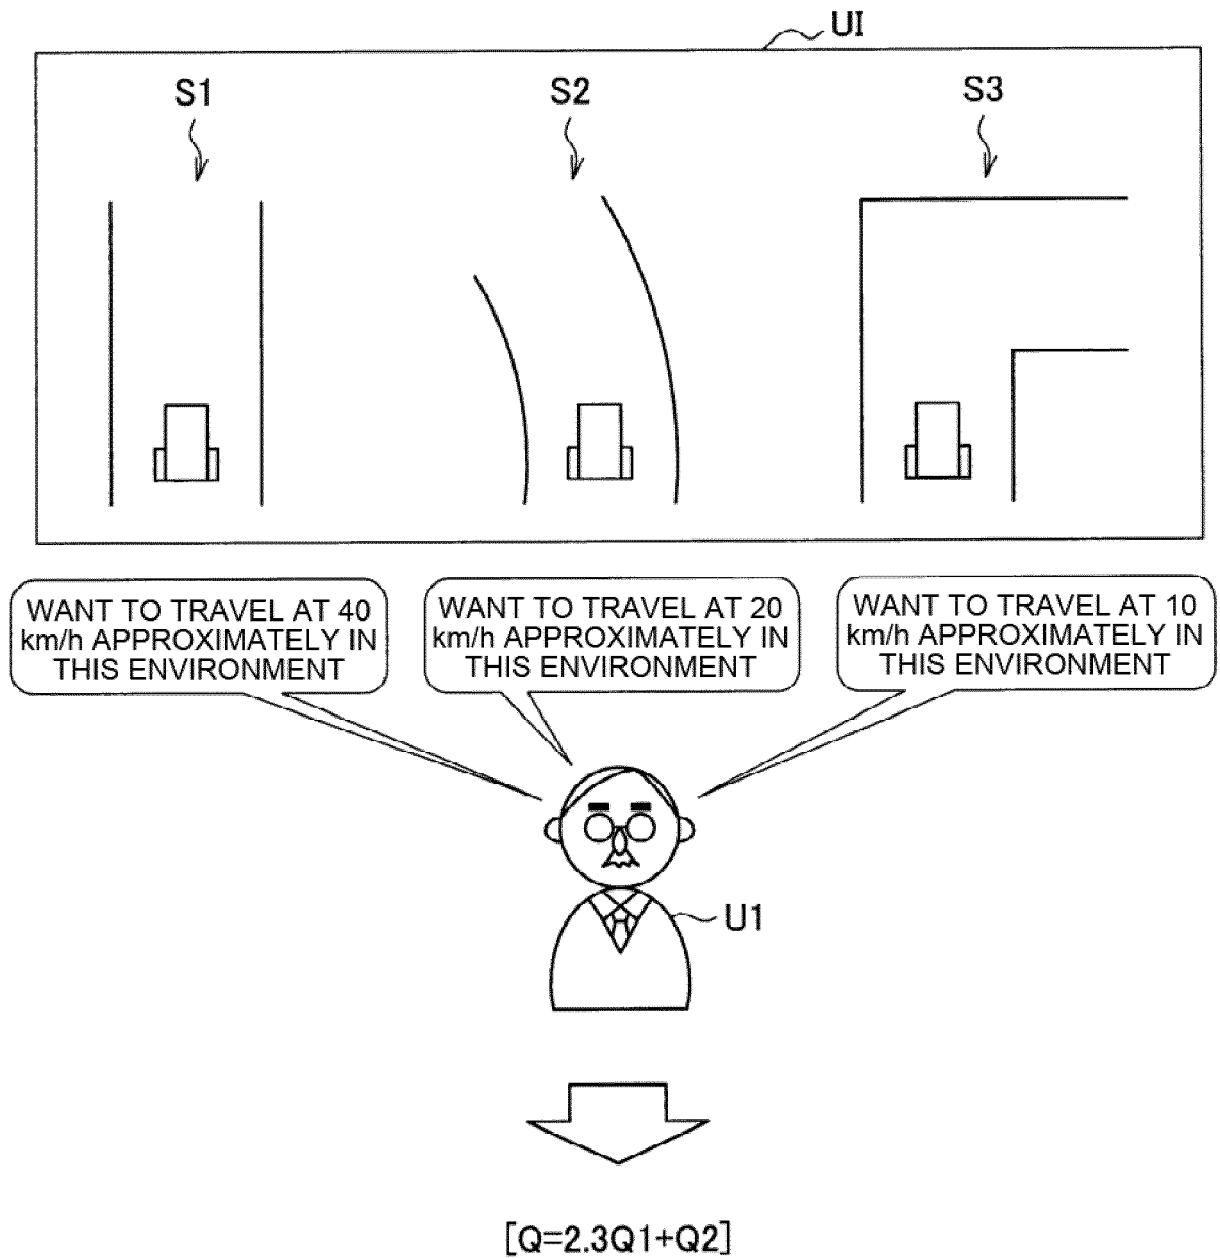 UI
S1
S2
S3
WANT TO TRAVEL AT 40
km/h APPROXIMATELY IN
THIS ENVIRONMENT
WANT TO TRAVEL AT 20
km/h APPROXIMATELY IN
THIS ENVIRONMENT
WANT TO TRAVEL AT 10
km/h APPROXIMATELY IN
THIS ENVIRONMENT
U1
[Q=2.3Q1+Q2]